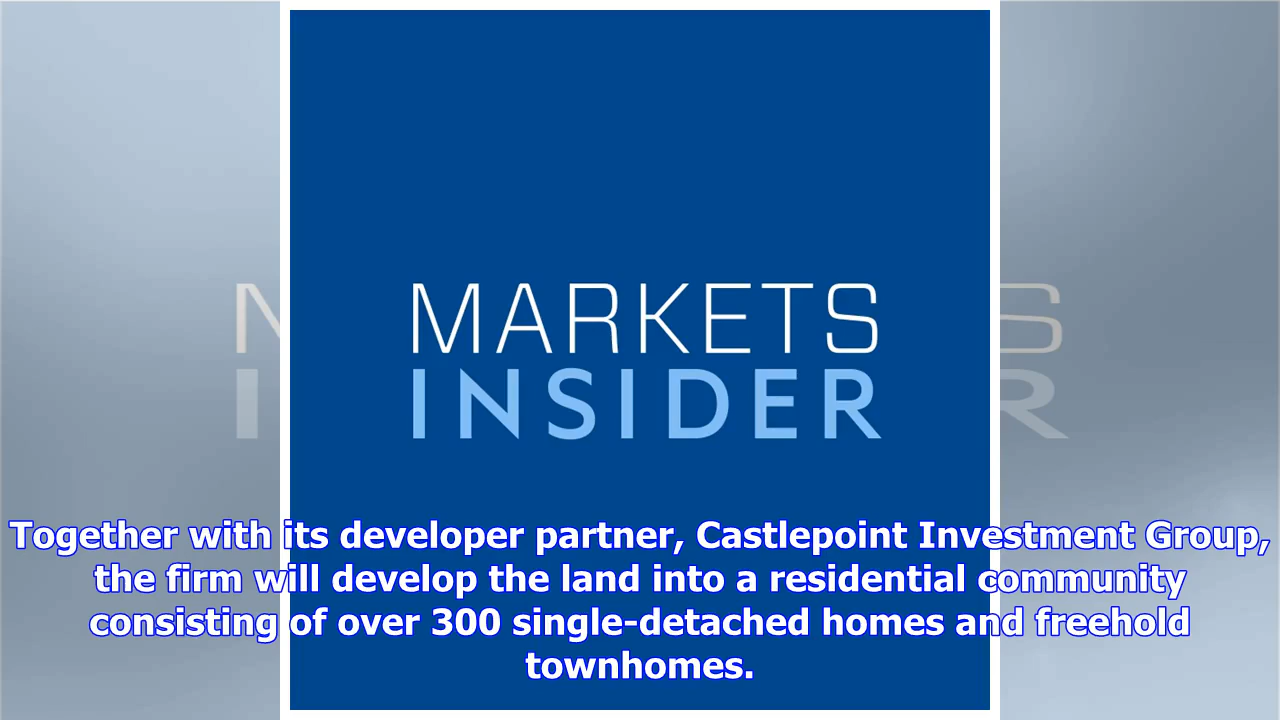 MARKETS
INSIDER
Together with its developer partner, Castlepoint Investment Group,
the firm will develop the land into a residential community
consisting of over 300 single-detached homes and freehold
townhomes.